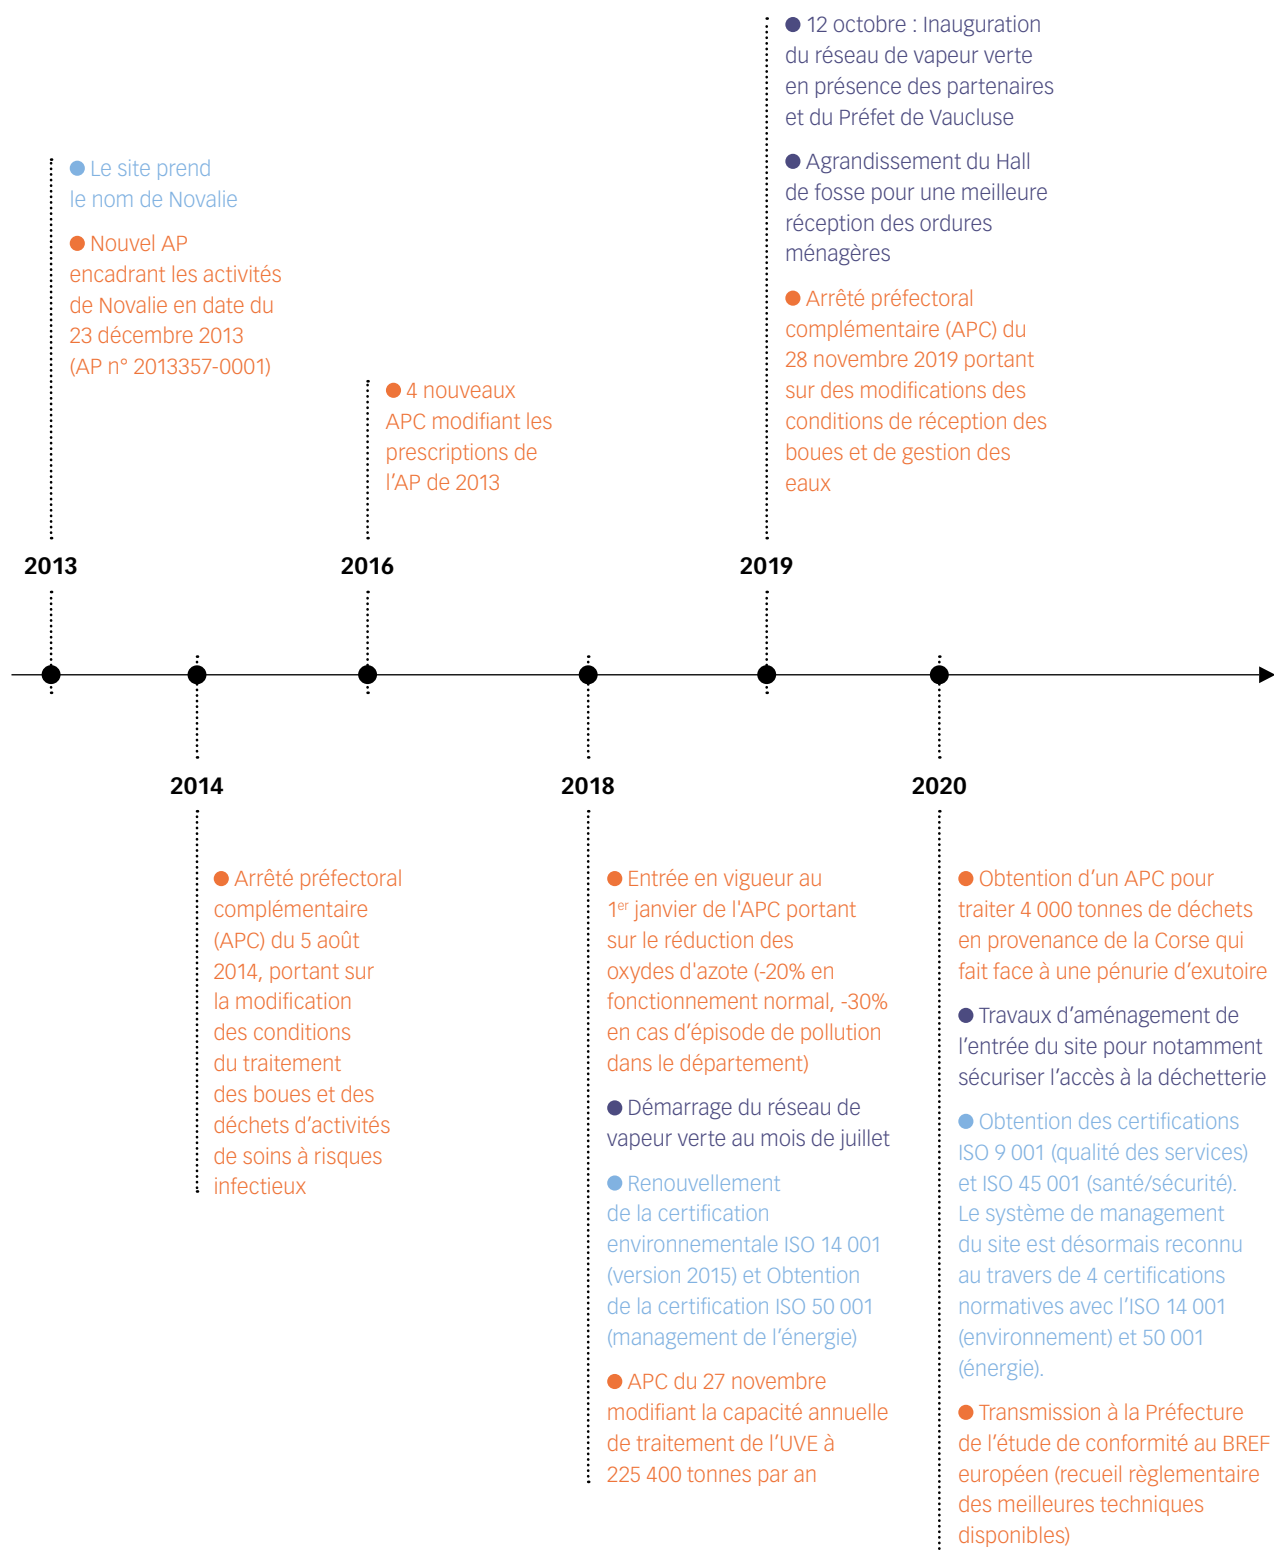 2013
● Le site prend
le nom de Novalie
● Nouvel AP
encadrant les activités
de Novalie en date du
23 décembre 2013
(AP n° 2013357-0001)
2014
● Arrêté préfectoral
complémentaire
(APC) du 5 août
2014, portant sur
la modification
des conditions
du traitement
des boues et des
déchets d’activités
de soins à risques
infectieux
2016
● 4 nouveaux
APC modifiant les
prescriptions de
l’AP de 2013
2018
● Entrée en vigueur au
1er janvier de l'APC portant
sur le réduction des
oxydes d'azote (-20% en
fonctionnement normal, -30%
en cas d’épisode de pollution
dans le département)
● Démarrage du réseau de
vapeur verte au mois de juillet
● Renouvellement
de la certification
environnementale ISO 14 001
(version 2015) et Obtention
de la certification ISO 50 001
(management de l’énergie)
● APC du 27 novembre
modifiant la capacité annuelle
de traitement de l’UVE à
225 400 tonnes par an
2019
● 12 octobre : Inauguration
du réseau de vapeur verte
en présence des partenaires
et du Préfet de Vaucluse
● Agrandissement du Hall
de fosse pour une meilleure
réception des ordures
ménagères
● Arrêté préfectoral
complémentaire (APC) du
28 novembre 2019 portant
sur des modifications des
conditions de réception des
boues et de gestion des
eaux
2020
● Obtention d’un APC pour
traiter 4 000 tonnes de déchets
en provenance de la Corse qui
fait face à une pénurie d’exutoire
● Travaux d’aménagement de
l’entrée du site pour notamment
sécuriser l’accès à la déchetterie
● Obtention des certifications
ISO 9 001 (qualité des services)
et ISO 45 001 (santé/sécurité).
Le système de management
du site est désormais reconnu
au travers de 4 certifications
normatives avec l’ISO 14 001
(environnement) et 50 001
(énergie).
● Transmission à la Préfecture
de l’étude de conformité au BREF
européen (recueil règlementaire
des meilleures techniques
disponibles)